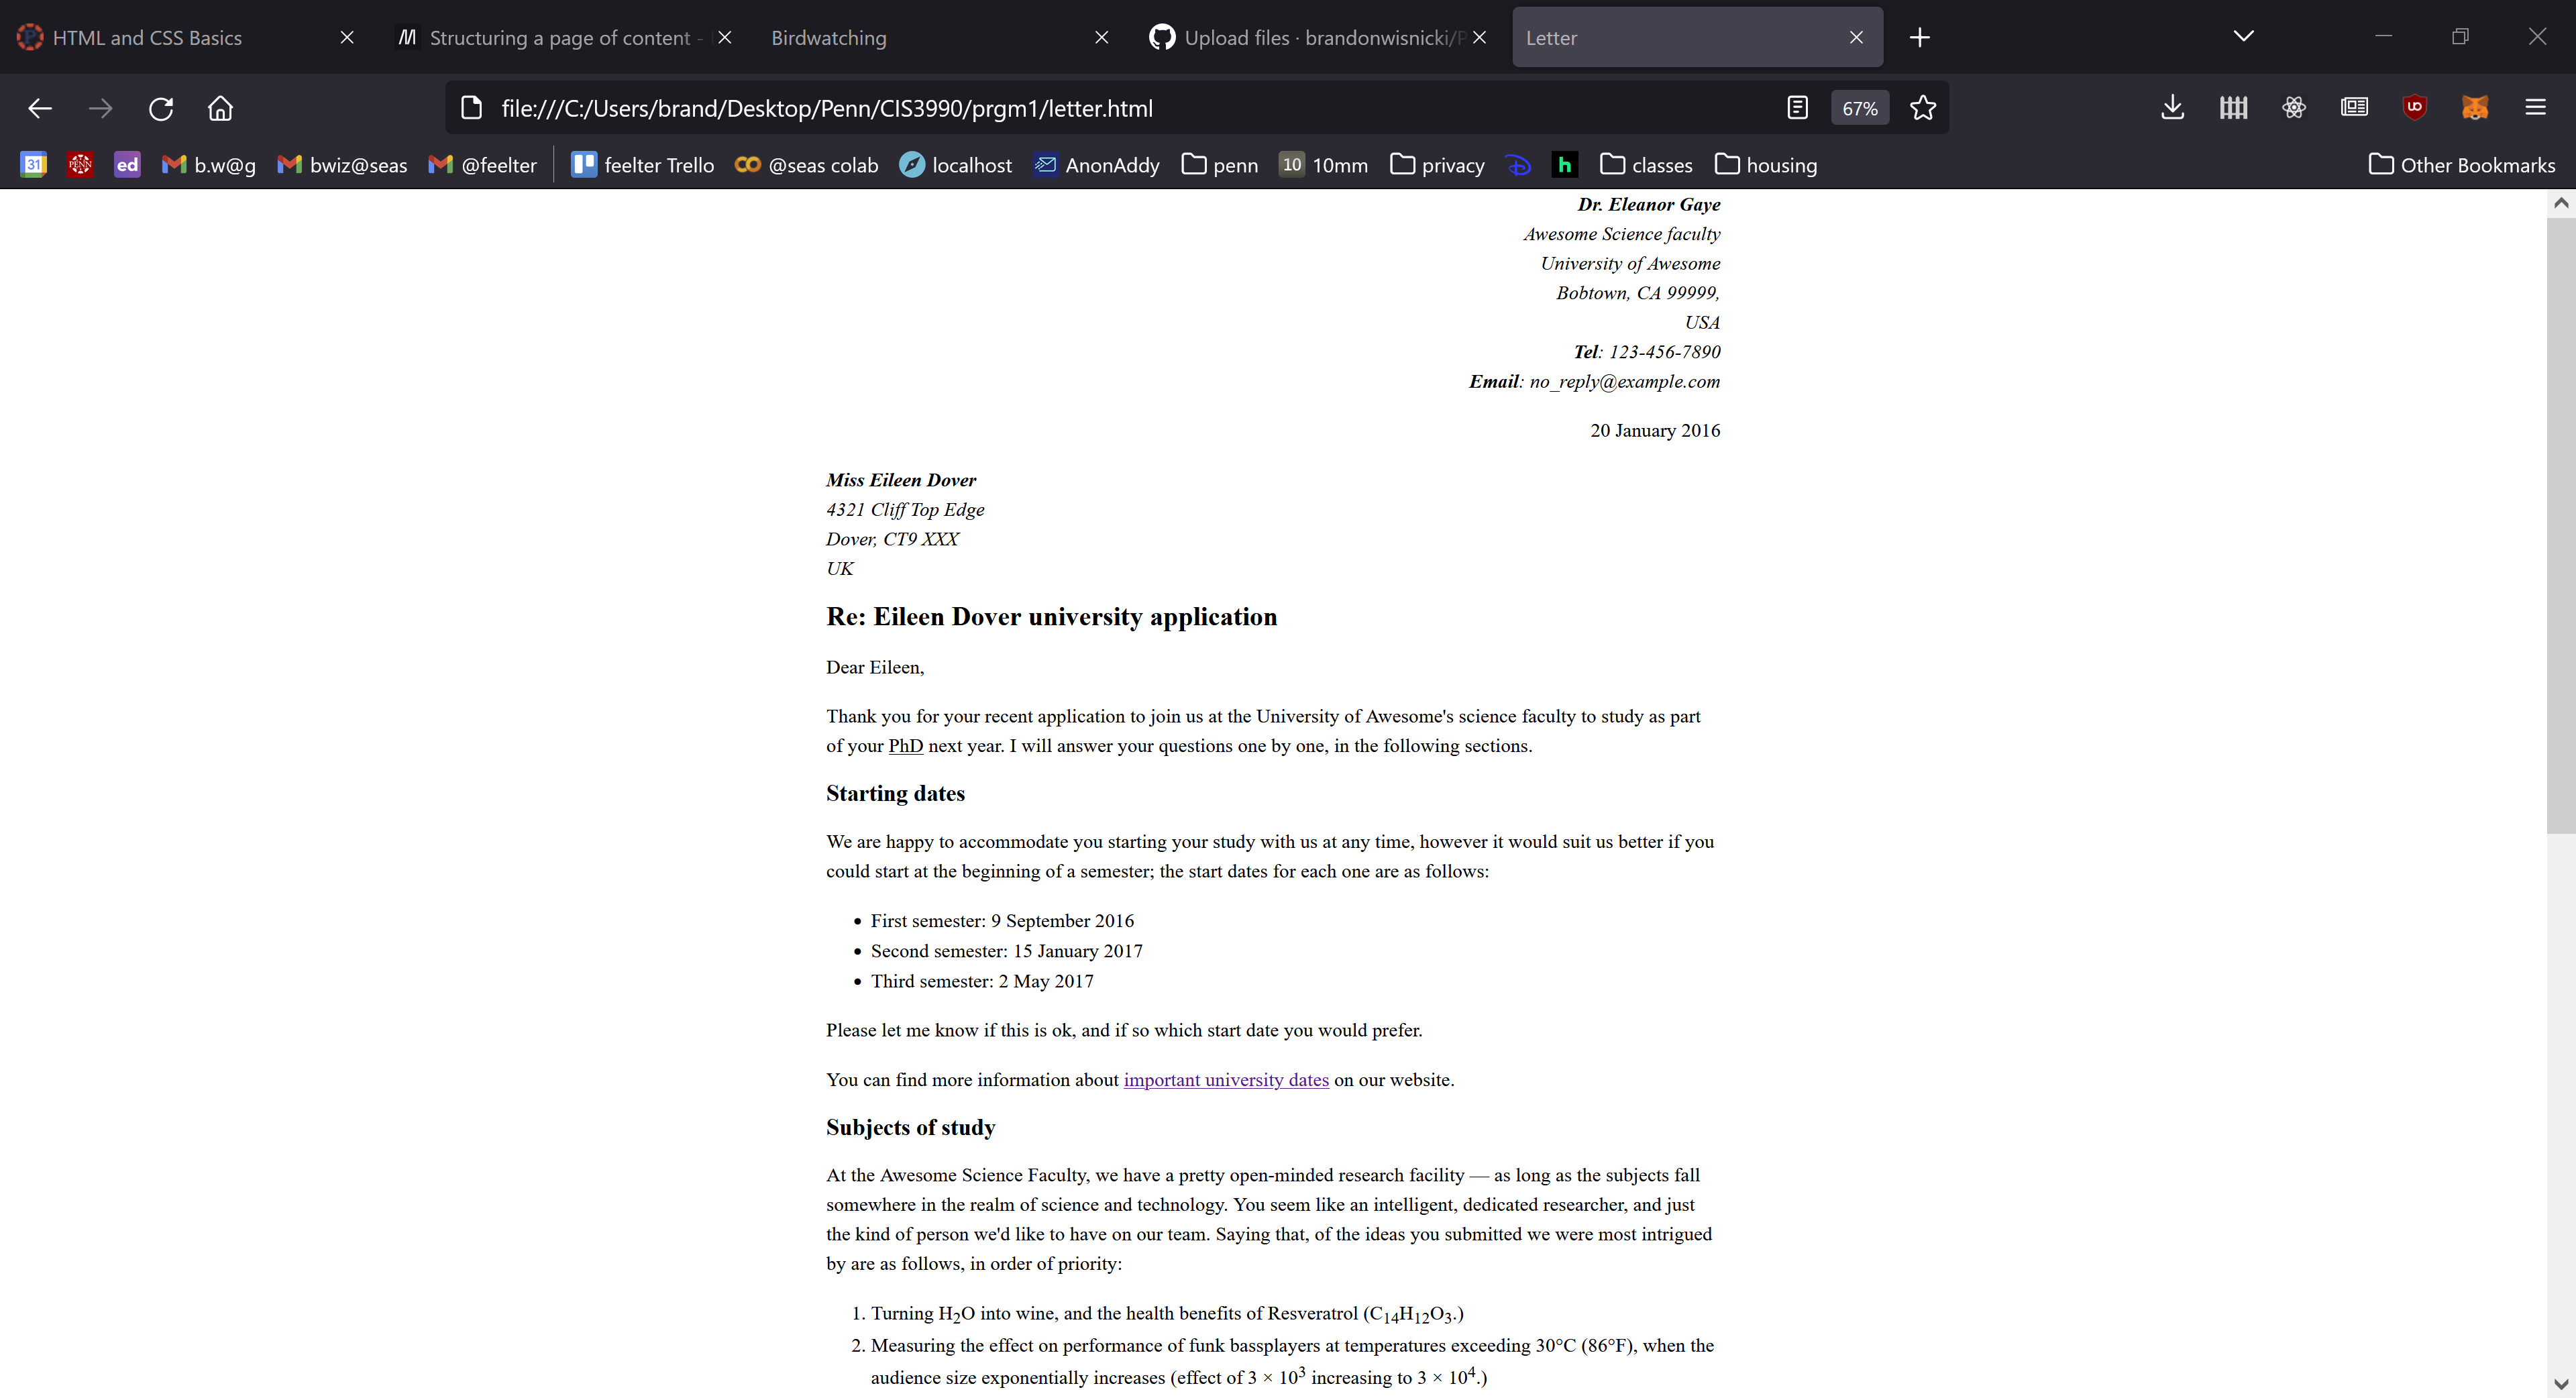 HTML and CSS Basics
Structuring a page of content -
Birdwatching
Upload files · brandonwisnicki/P
Letter
file:///C:/Users/brand/Desktop/Penn/CIS3990/prgm1/letter.html
67%
31
PENN
ed
b.w@g
bwiz@seas
@feelter
feelter Trello
@seas colab
localhost
AnonAddy
penn
10
10mm
privacy
h
classes
housing
Other Bookmarks
Dr. Eleanor Gaye
Awesome Science faculty
University of Awesome
Bobtown, CA 99999,
USA
Tel: 123-456-7890
Email: no_reply@example.com
20 January 2016
Miss Eileen Dover
4321 Cliff Top Edge
Dover, CT9 XXX
UK
Re: Eileen Dover university application
Dear Eileen,
Thank you for your recent application to join us at the University of Awesome's science faculty to study as part
of your PhD next year. I will answer your questions one by one, in the following sections.
Starting dates
We are happy to accommodate you starting your study with us at any time, however it would suit us better if you
could start at the beginning of a semester; the start dates for each one are as follows:
• First semester: 9 September 2016
• Second semester: 15 January 2017
• Third semester: 2 May 2017
Please let me know if this is ok, and if so which start date you would prefer.
You can find more information about important university dates on our website.
Subjects of study
At the Awesome Science Faculty, we have a pretty open-minded research facility — as long as the subjects fall
somewhere in the realm of science and technology. You seem like an intelligent, dedicated researcher, and just
the kind of person we'd like to have on our team. Saying that, of the ideas you submitted we were most intrigued
by are as follows, in order of priority:
1. Turning H₂O into wine, and the health benefits of Resveratrol (C₁₄H₁₂O₃.)
2. Measuring the effect on performance of funk bassplayers at temperatures exceeding 30°C (86°F), when the
audience size exponentially increases (effect of 3 × 10³ increasing to 3 × 10⁴.)